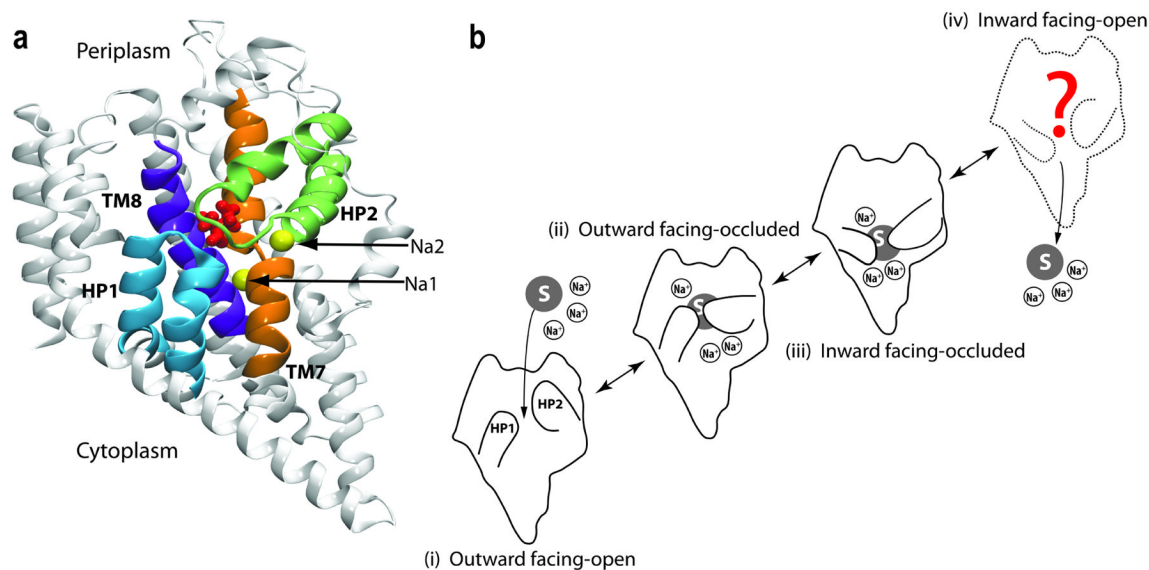 a
Periplasm
TM8
HP2
Na2
Na1
HP1
TM7
Cytoplasm
b
(iv) Inward facing-open
?
S
Na⁺
Na⁺
Na⁺
Na⁺
S
Na⁺
Na⁺
(iii) Inward facing-occluded
(ii) Outward facing-occluded
Na⁺
S
Na⁺
Na⁺
S
Na⁺
Na⁺
Na⁺
HP1
HP2
(i) Outward facing-open